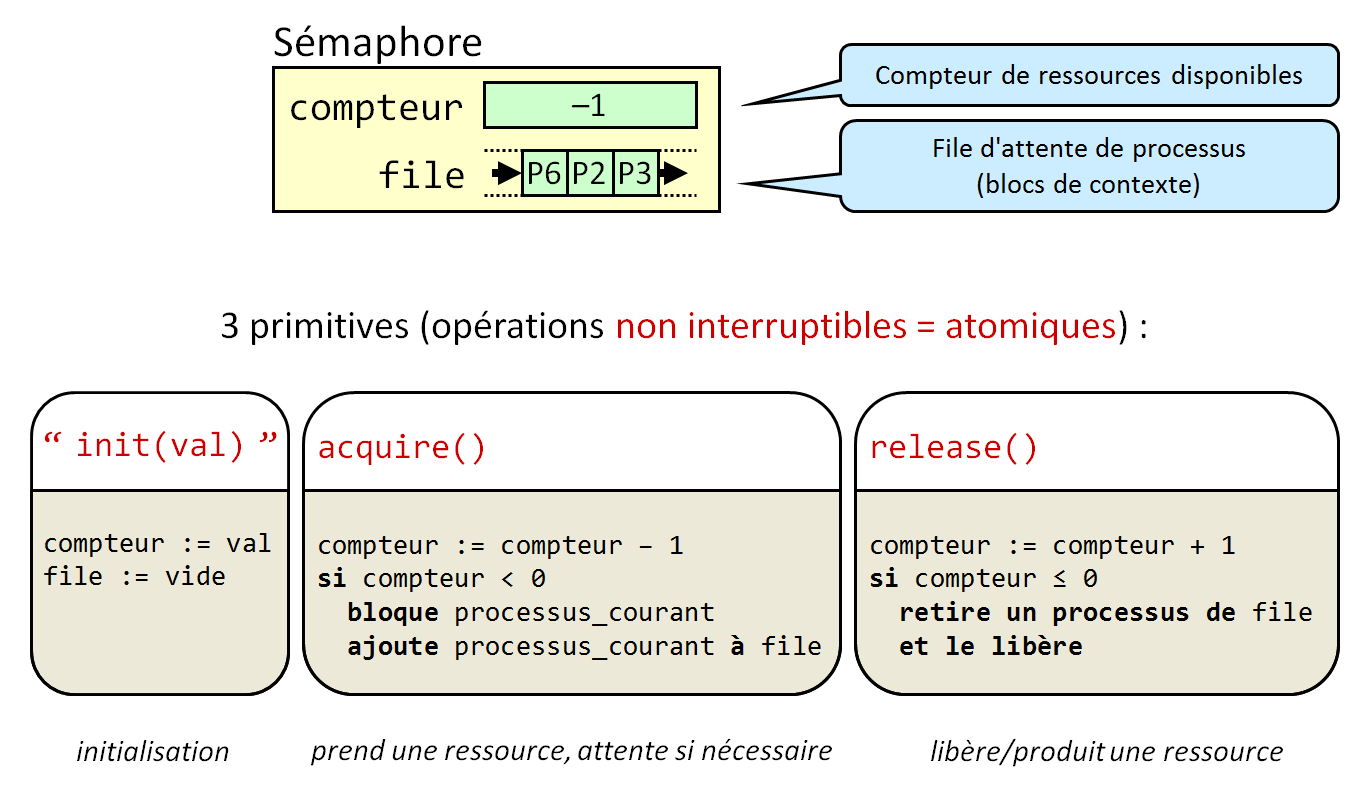 Sémaphore
compteur
–1
Compteur de ressources disponibles
file
P6 P2 P3
File d'attente de processus
(blocs de contexte)
3 primitives (opérations non interruptibles = atomiques) :
“ init(val) ”
compteur := val
file := vide
initialisation
acquire()
compteur := compteur – 1
si compteur < 0
bloque processus_courant
ajoute processus_courant à file
prend une ressource, attente si nécessaire
release()
compteur := compteur + 1
si compteur ≤ 0
retire un processus de file
et le libère
libère/produit une ressource